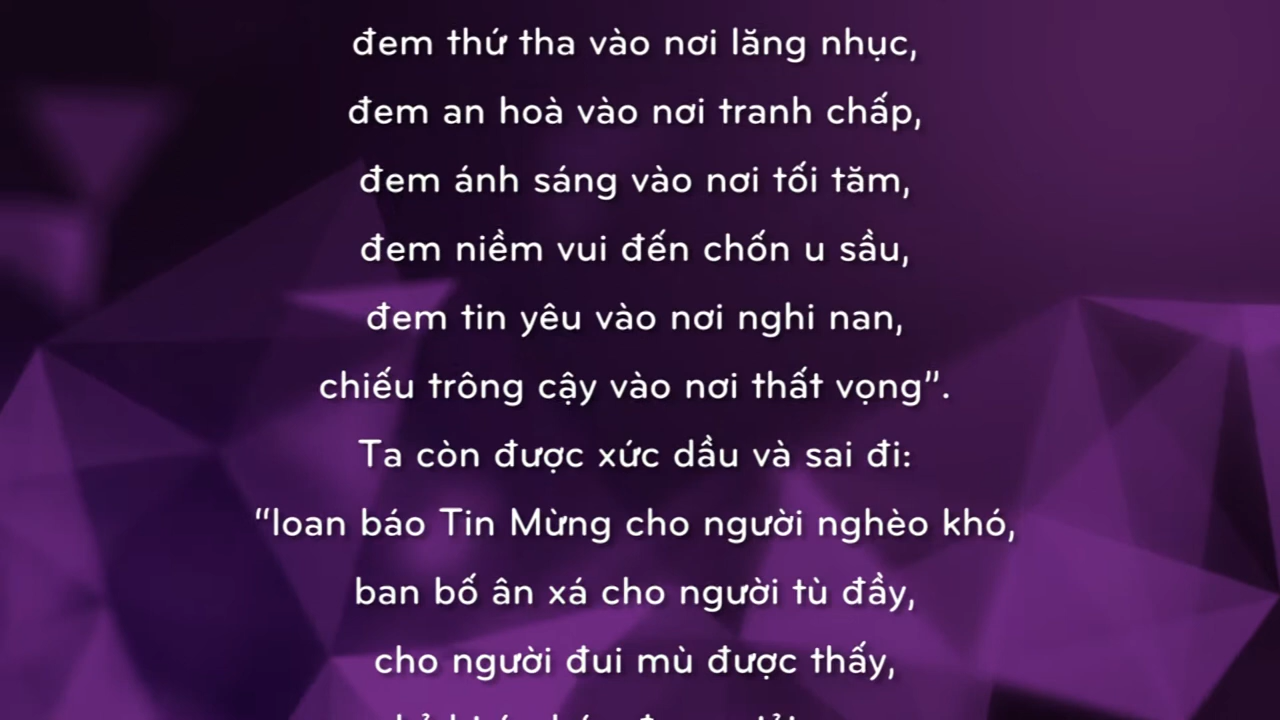 đem thứ tha vào nơi lăng nhục,
đem an hoà vào nơi tranh chấp,
đem ánh sáng vào nơi tối tăm,
đem niềm vui đến chốn u sầu,
đem tin yêu vào nơi nghi nan,
chiếu trông cậy vào nơi thất vọng”.
Ta còn được xức dầu và sai đi:
“loan báo Tin Mừng cho người nghèo khó,
ban bố ân xá cho người tù đầy,
cho người đui mù được thấy,